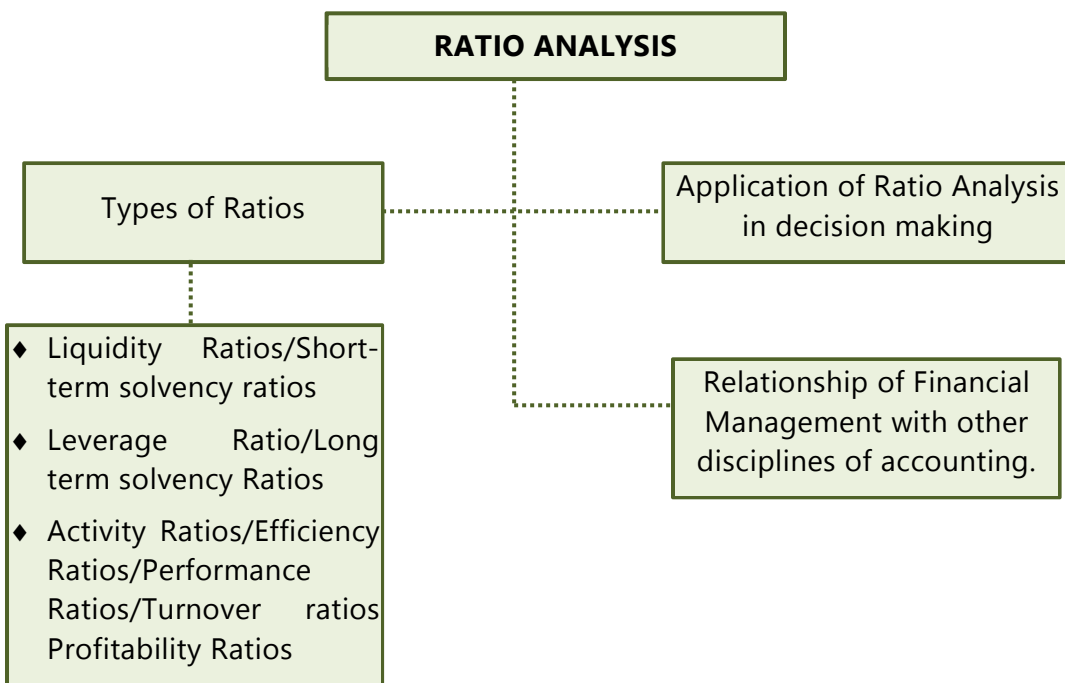 RATIO ANALYSIS
Types of Ratios
Application of Ratio Analysis
in decision making
♦ Liquidity Ratios/Short-
term solvency ratios
♦ Leverage Ratio/Long
term solvency Ratios
♦ Activity Ratios/Efficiency
Ratios/Performance
Ratios/Turnover ratios
Profitability Ratios
Relationship of Financial
Management with other
disciplines of accounting.